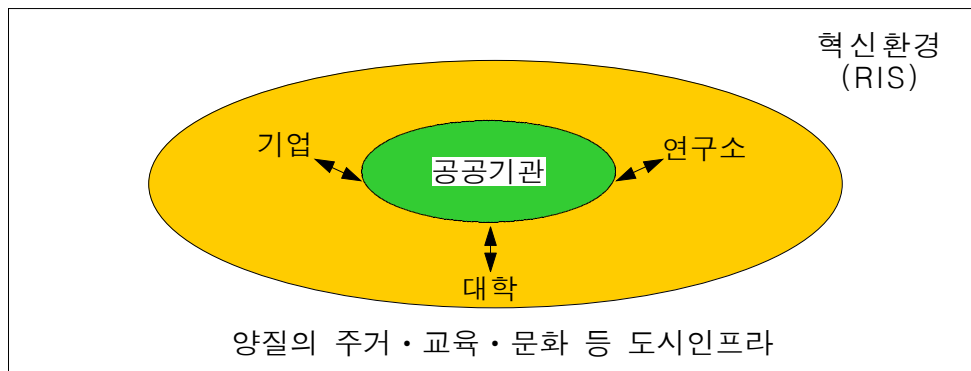 혁신환경
(RIS)
기업
공공기관
연구소
대학
양질의 주거・교육・문화 등 도시인프라